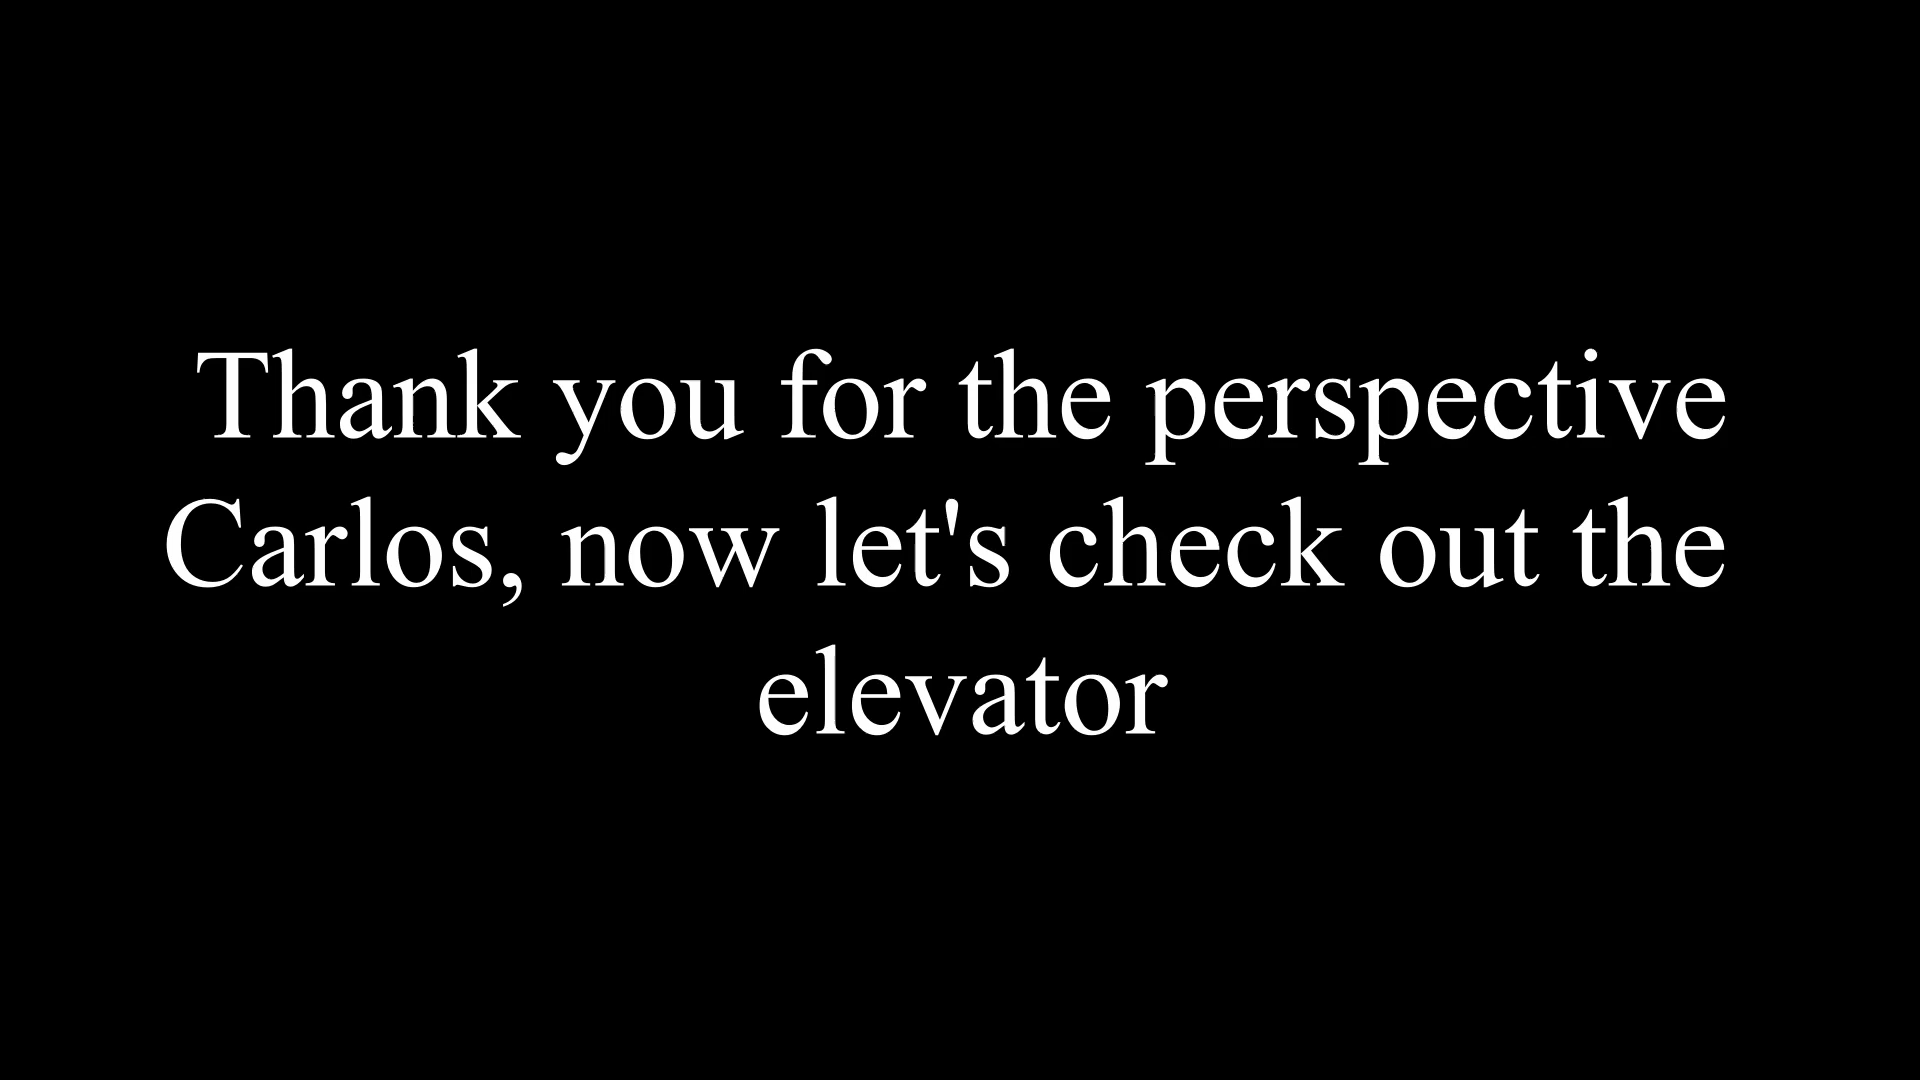 Thank you for the perspective
Carlos, now let's check out the
elevator